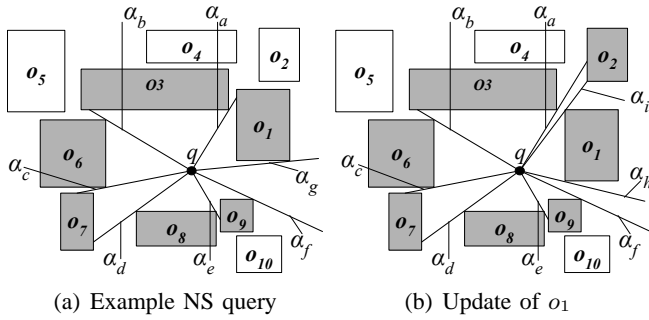 α_b α_a
o_4
o_5 o_3 o_2
o_6 q o_1
α_c α_g
o_7 o_8 o_9 α_f
α_d α_e o_10
(a) Example NS query
α_b α_a
o_4 o_2
o_5 o_3 α_i
o_6 q o_1
α_c α_h
o_7 o_8 o_9 α_f
α_d α_e o_10
(b) Update of o_1